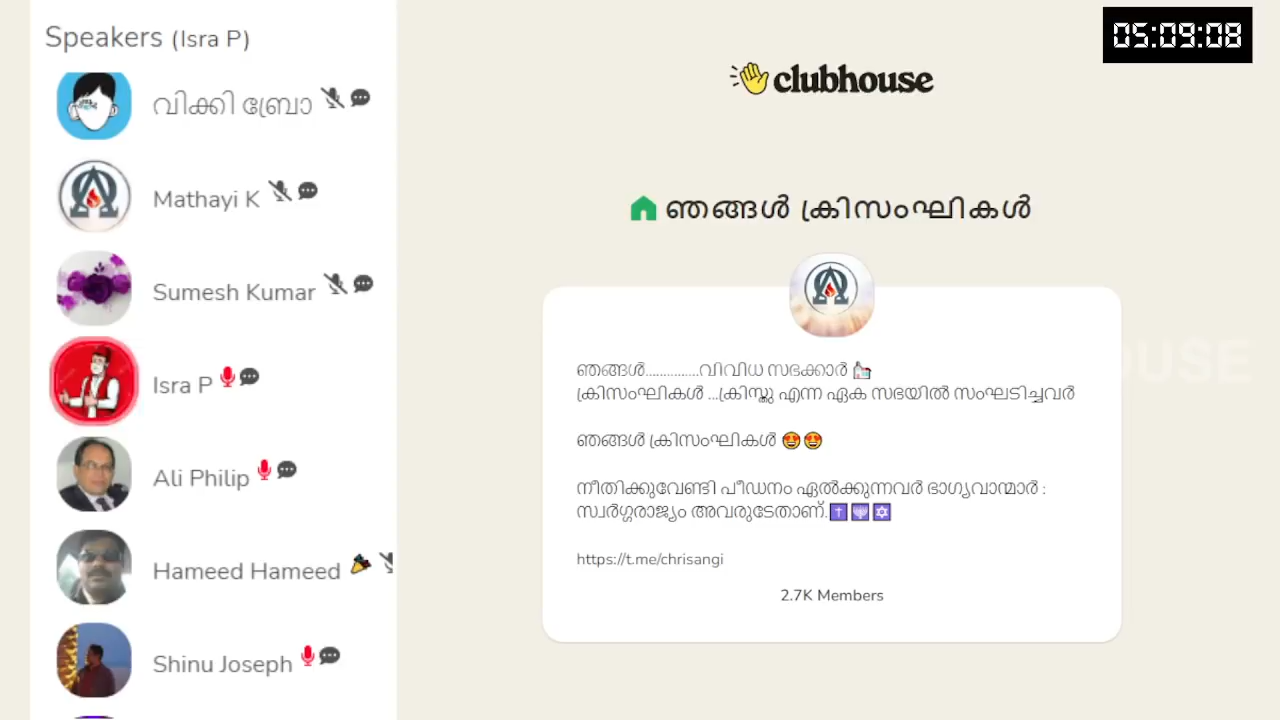 Speakers (Isra P)
വിക്കി ബ്രോ
Mathayi K
Sumesh Kumar
Isra P
Ali Philip
Hameed Hameed
Shinu Joseph
05:09:08
clubhouse
ഞങ്ങൾ ക്രിസംഘികൾ
ഞങ്ങൾ...............വിവിധ സഭക്കാർ
ക്രിസംഘികൾ ...ക്രിസ്തു എന്ന ഏക സഭയിൽ സംഘടിച്ചവർ
ഞങ്ങൾ ക്രിസംഘികൾ 🤩🤩
നീതിക്കുവേണ്ടി പീഡനം ഏൽക്കുന്നവർ ഭാഗ്യവാന്മാർ :
സ്വർഗ്ഗരാജ്യം അവരുടേതാണ്.✝️🕎✡️
https://t.me/chrisangi
2.7K Members